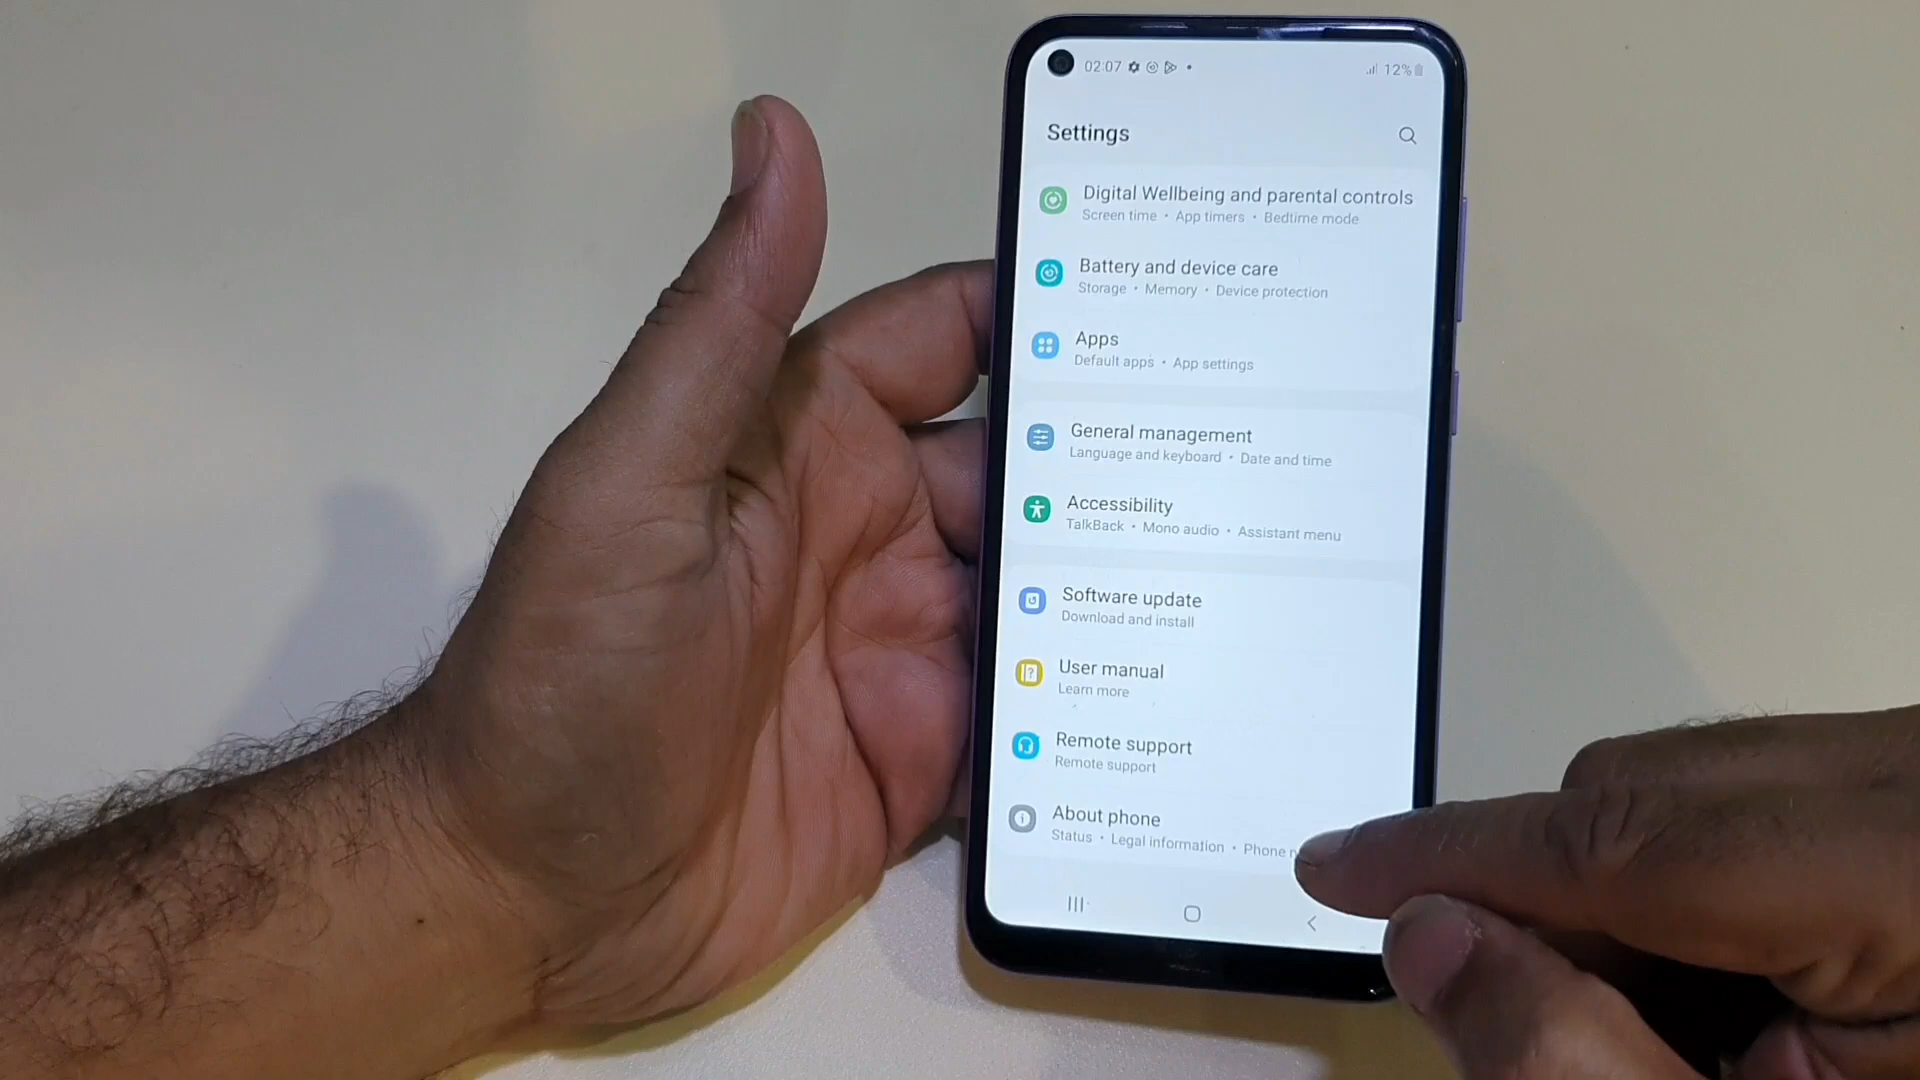 02:07
12%
Settings
Digital Wellbeing and parental controls
Screen time • App timers • Bedtime mode
Battery and device care
Storage • Memory • Device protection
Apps
Default apps • App settings
General management
Language and keyboard • Date and time
Accessibility
TalkBack • Mono audio • Assistant menu
Software update
Download and install
User manual
Learn more
Remote support
Remote support
About phone
Status • Legal information • Phone